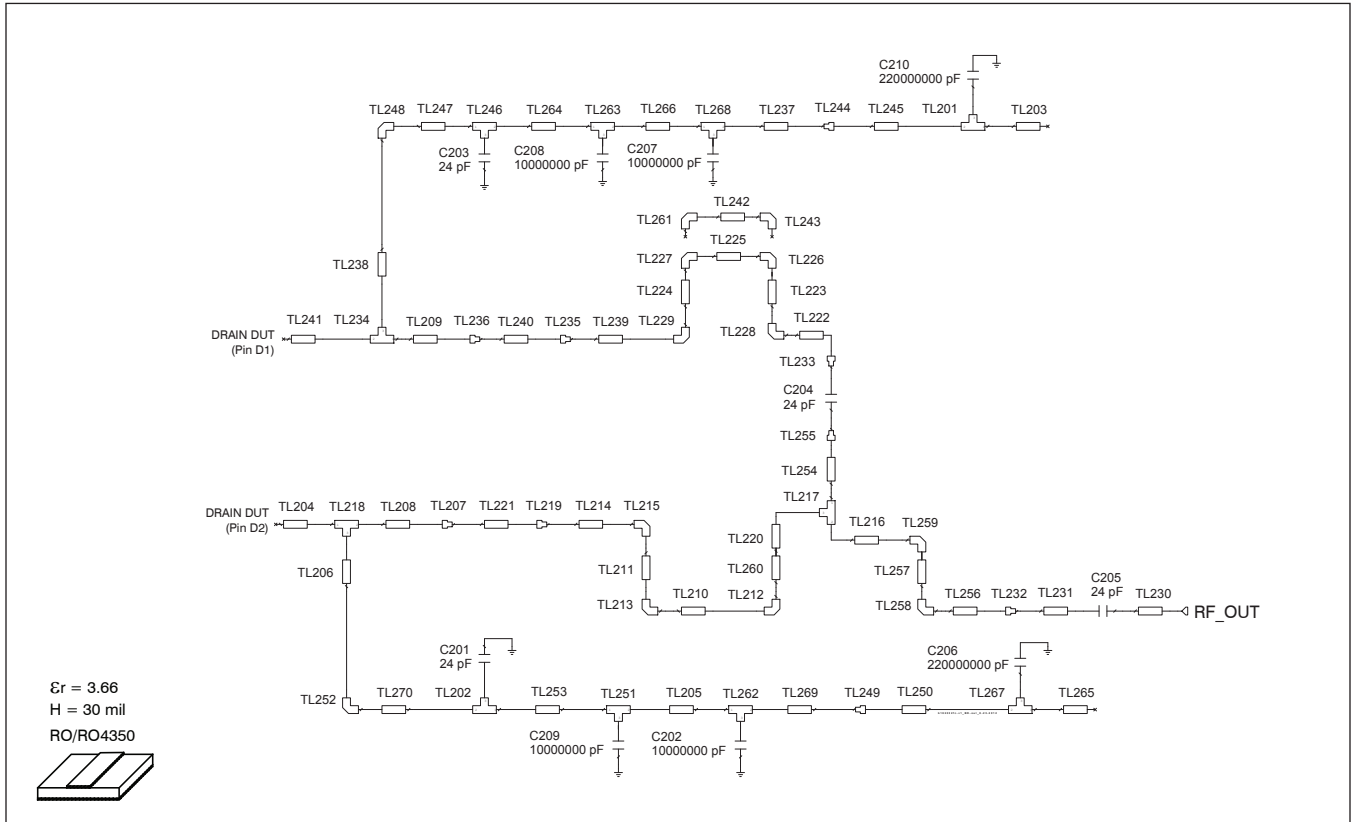 C210
220000000 pF
TL248 TL247 TL246 TL264 TL263 TL266 TL268 TL237 TL244 TL245 TL201 TL203
C203
24 pF
C208
10000000 pF
C207
10000000 pF
TL242
TL261 TL243
TL225
TL227 TL226
TL238
TL224 TL223
DRAIN DUT
(Pin D1)
TL241 TL234 TL209 TL236 TL240 TL235 TL239 TL229
TL228 TL222
TL233
C204
24 pF
TL255
TL254
TL217
DRAIN DUT
(Pin D2)
TL204 TL218 TL208 TL207 TL221 TL219 TL214 TL215
TL220 TL216 TL259
TL206 TL211 TL260 TL257
TL213 TL210 TL212
TL258 TL256 TL232 TL231
C205
24 pF
TL230
RF_OUT
C201
24 pF
C206
220000000 pF
TL252 TL270 TL202 TL253 TL251 TL205 TL262 TL269 TL249 TL250 TL267 TL265
C209
10000000 pF
C202
10000000 pF
Ɛr = 3.66
H = 30 mil
RO/RO4350